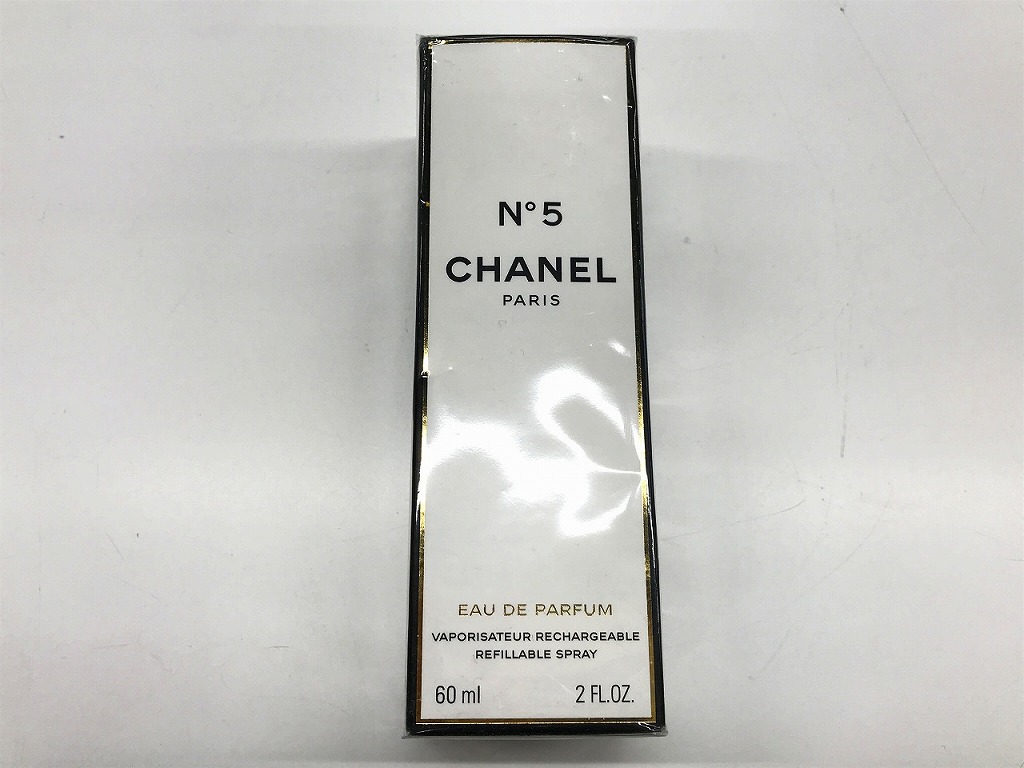 N°5
CHANEL
PARIS
EAU DE PARFUM
VAPORISATEUR RECHARGEABLE
REFILLABLE SPRAY
60 ml 2 FL.OZ.